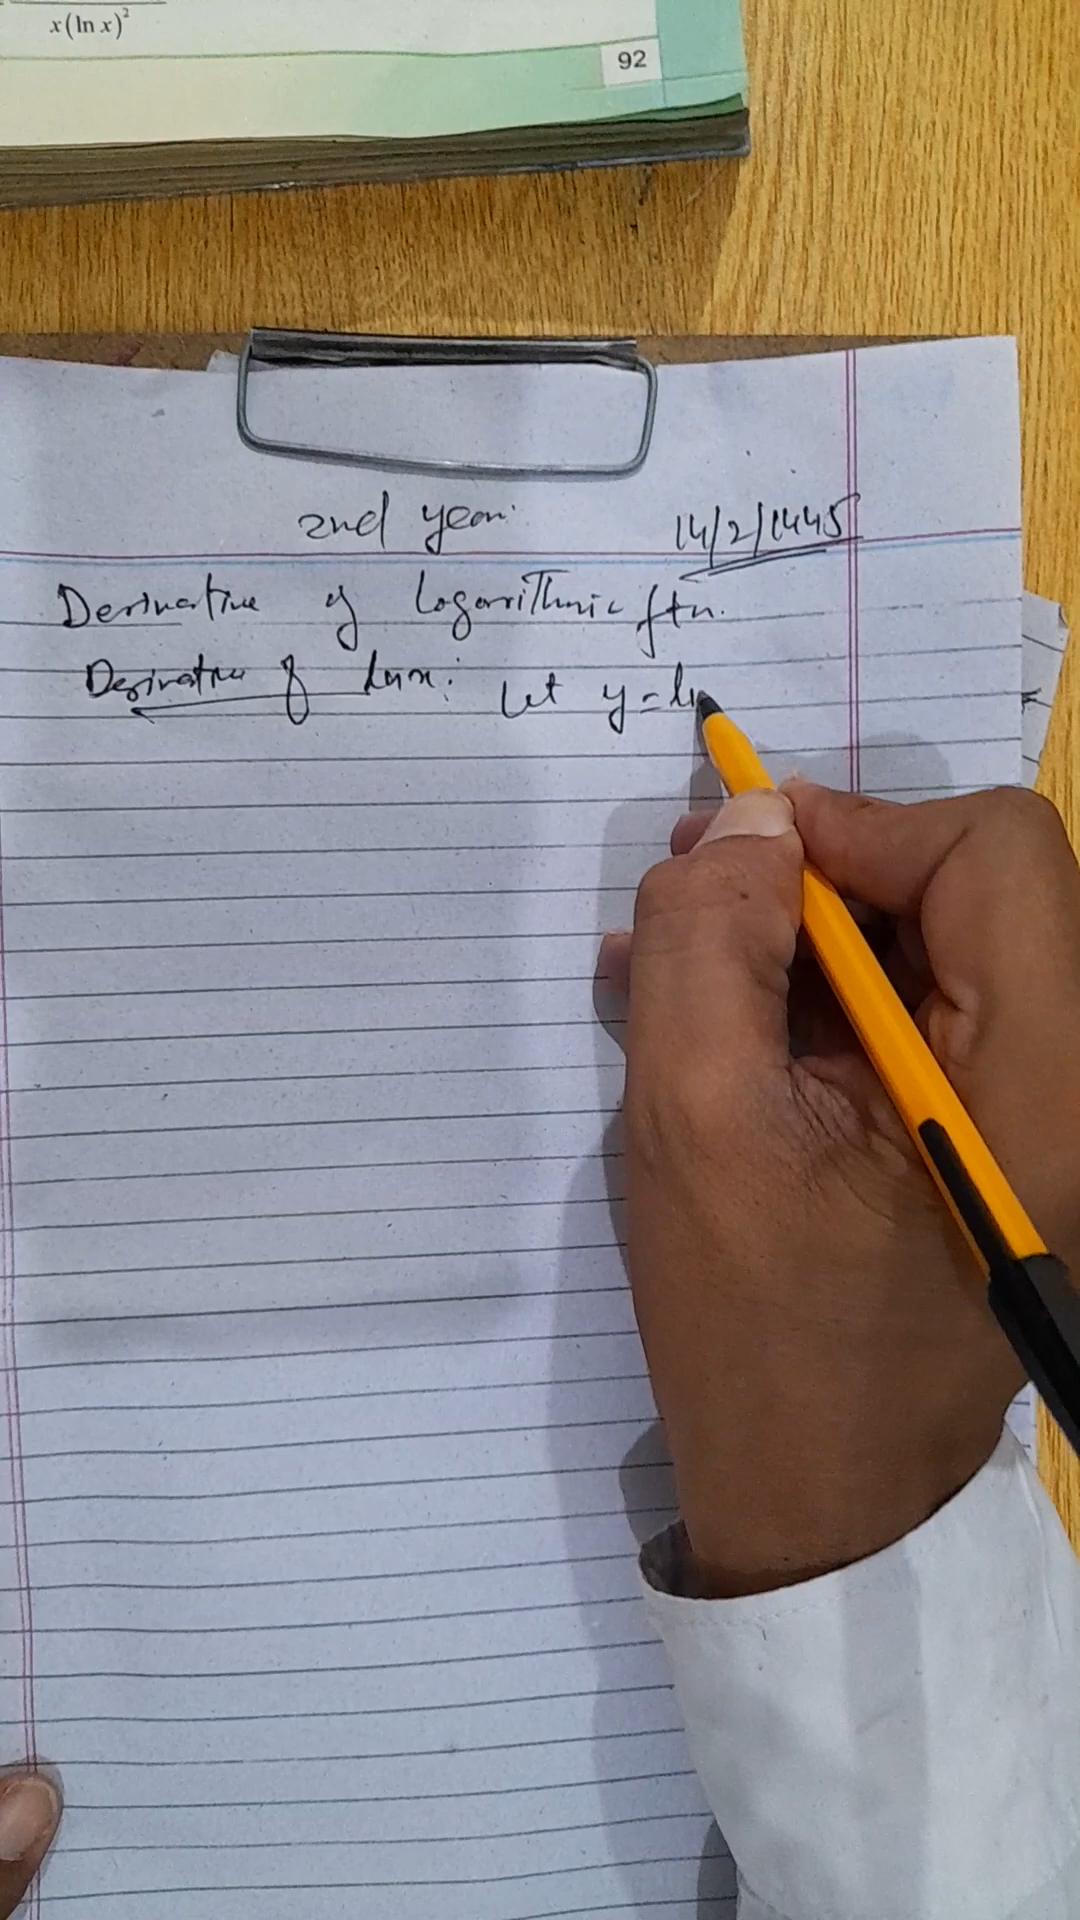 x(ln x)²
92
2nd year:
14/2/1445
Derivative of Logarithmic ftn.
Derivative of lnx: Let y = ln